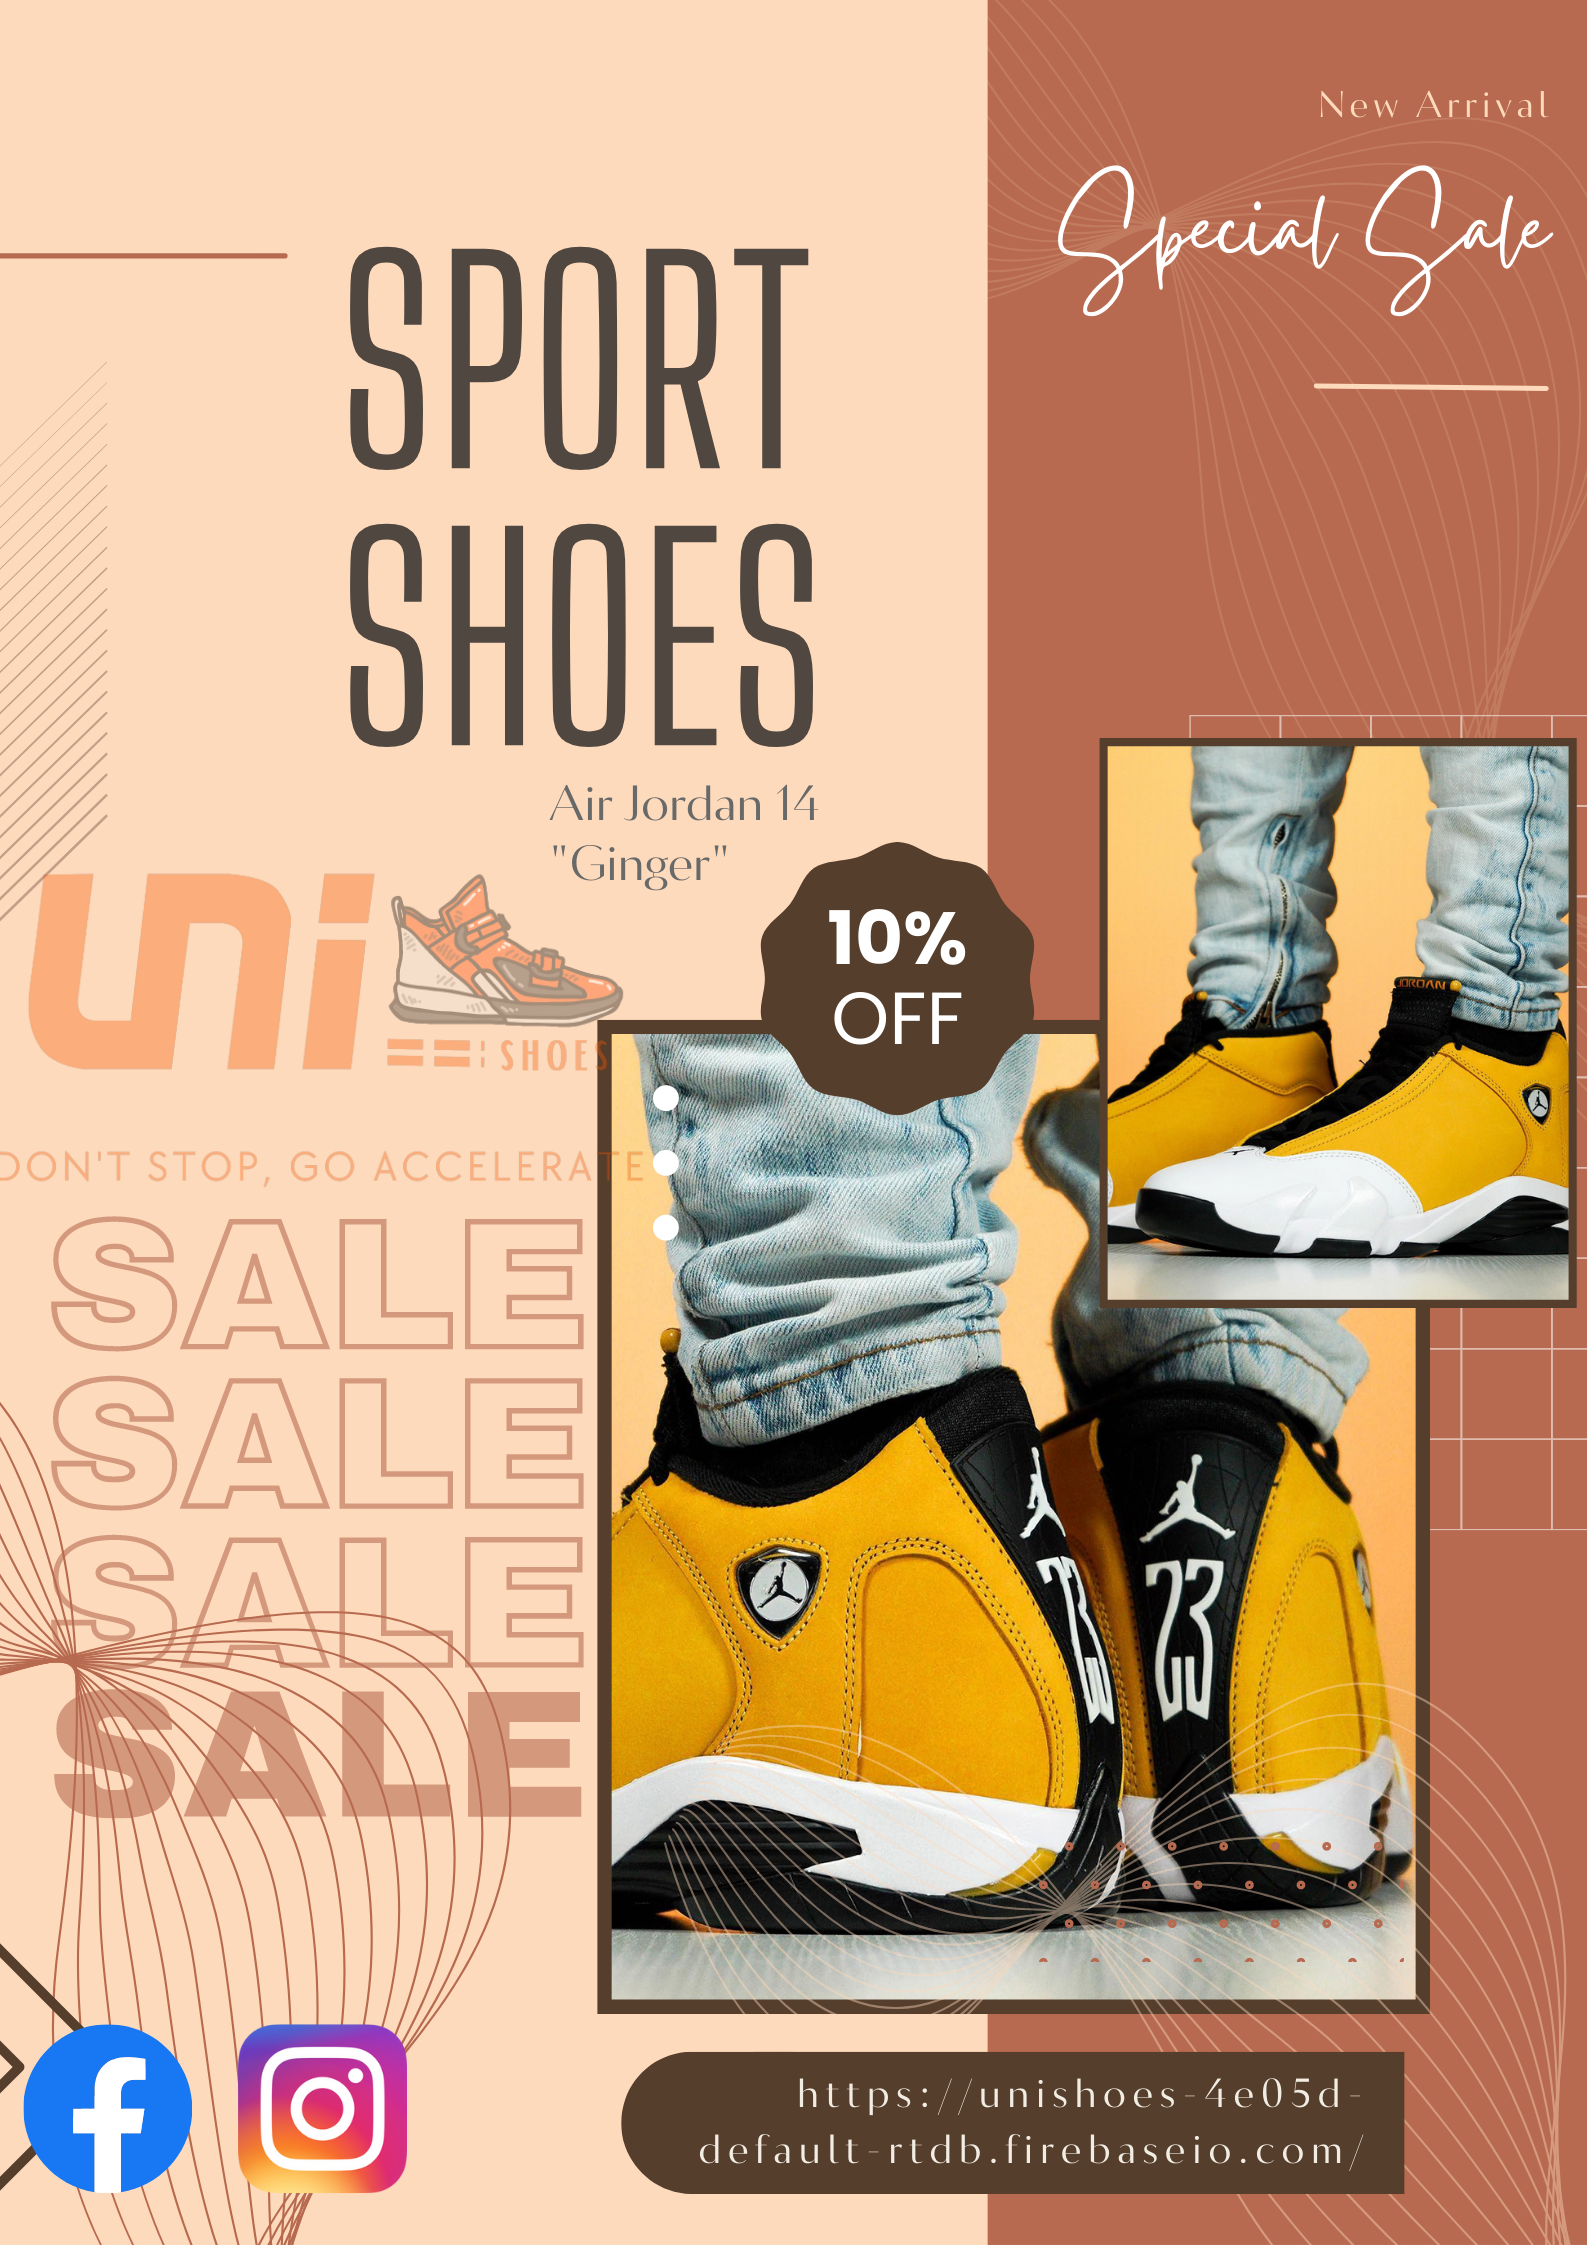 New Arrival
Special Sale
SPORT
SHOES
Air Jordan 14
"Ginger"
10%
OFF
uni
SHOES
DON'T STOP, GO ACCELERATE
SALE
SALE
SALE
SALE
JORDAN
23
23
https://unishoes-4e05d-
default-rtdb.firebaseio.com/